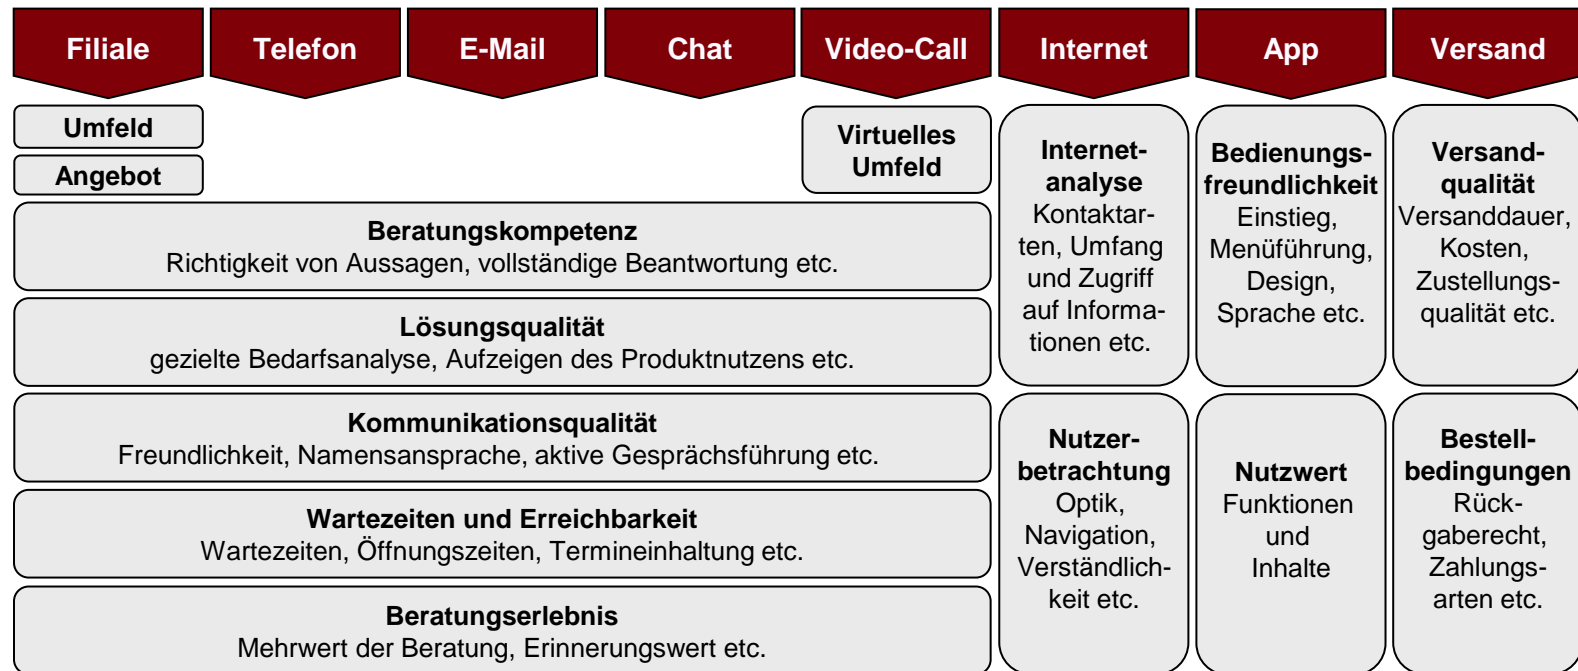 Filiale
Telefon
E-Mail
Chat
Video-Call
Internet
App
Versand
Umfeld
Angebot
Virtuelles
Umfeld
Beratungskompetenz
Richtigkeit von Aussagen, vollständige Beantwortung etc.
Lösungsqualität
gezielte Bedarfsanalyse, Aufzeigen des Produktnutzens etc.
Kommunikationsqualität
Freundlichkeit, Namensansprache, aktive Gesprächsführung etc.
Wartezeiten und Erreichbarkeit
Wartezeiten, Öffnungszeiten, Termineinhaltung etc.
Beratungserlebnis
Mehrwert der Beratung, Erinnerungswert etc.
Internet-
analyse
Kontaktar-
ten, Umfang
und Zugriff
auf Informa-
tionen etc.
Nutzer-
betrachtung
Optik,
Navigation,
Verständlich-
keit etc.
Bedienungs-
freundlichkeit
Einstieg,
Menüführung,
Design,
Sprache etc.
Nutzwert
Funktionen
und
Inhalte
Versand-
qualität
Versanddauer,
Kosten,
Zustellungs-
qualität etc.
Bestell-
bedingungen
Rück-
gaberecht,
Zahlungs-
arten etc.